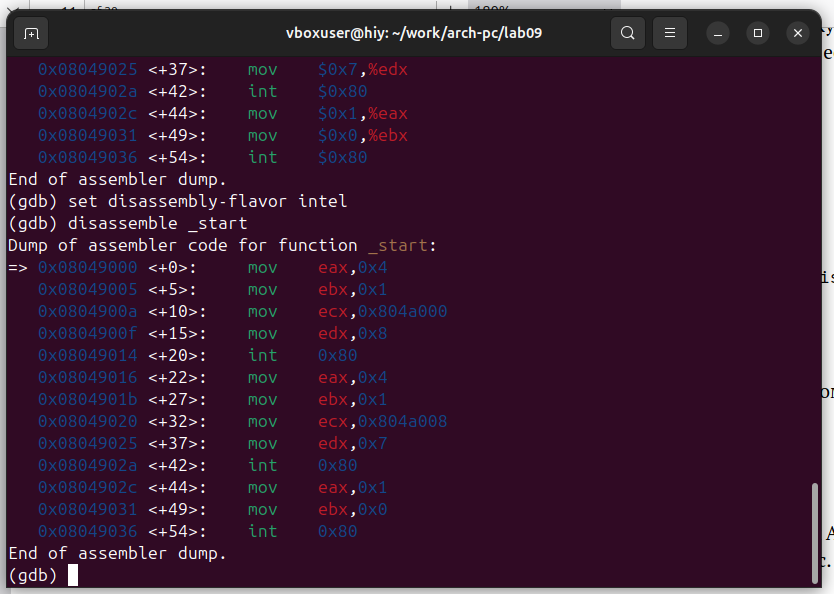 vboxuser@hiy: ~/work/arch-pc/lab09
0x08049025 <+37>: mov $0x7,%edx
0x0804902a <+42>: int $0x80
0x0804902c <+44>: mov $0x1,%eax
0x08049031 <+49>: mov $0x0,%ebx
0x08049036 <+54>: int $0x80
End of assembler dump.
(gdb) set disassembly-flavor intel
(gdb) disassemble _start
Dump of assembler code for function _start:
=> 0x08049000 <+0>: mov eax,0x4
0x08049005 <+5>: mov ebx,0x1
0x0804900a <+10>: mov ecx,0x804a000
0x0804900f <+15>: mov edx,0x8
0x08049014 <+20>: int 0x80
0x08049016 <+22>: mov eax,0x4
0x0804901b <+27>: mov ebx,0x1
0x08049020 <+32>: mov ecx,0x804a008
0x08049025 <+37>: mov edx,0x7
0x0804902a <+42>: int 0x80
0x0804902c <+44>: mov eax,0x1
0x08049031 <+49>: mov ebx,0x0
0x08049036 <+54>: int 0x80
End of assembler dump.
(gdb)